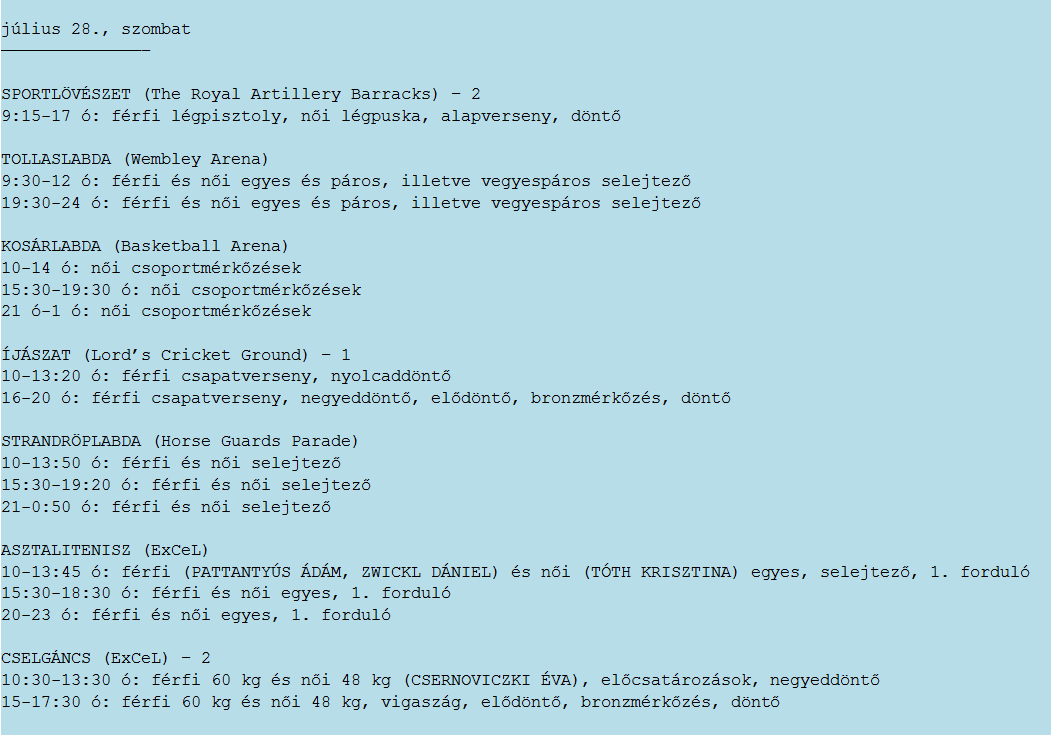 július 28., szombat
———————————————
SPORTLÖVÉSZET (The Royal Artillery Barracks) – 2
9:15-17 ó: férfi légpisztoly, női légpuska, alapverseny, döntő
TOLLASLABDA (Wembley Arena)
9:30-12 ó: férfi és női egyes és páros, illetve vegyespáros selejtező
19:30-24 ó: férfi és női egyes és páros, illetve vegyespáros selejtező
KOSÁRLABDA (Basketball Arena)
10-14 ó: női csoportmérkőzések
15:30-19:30 ó: női csoportmérkőzések
21 ó-1 ó: női csoportmérkőzések
ÍJÁSZAT (Lord’s Cricket Ground) – 1
10-13:20 ó: férfi csapatverseny, nyolcaddöntő
16-20 ó: férfi csapatverseny, negyeddöntő, elődöntő, bronzmérkőzés, döntő
STRANDRÖPLABDA (Horse Guards Parade)
10-13:50 ó: férfi és női selejtező
15:30-19:20 ó: férfi és női selejtező
21-0:50 ó: férfi és női selejtező
ASZTALITENISZ (ExCeL)
10-13:45 ó: férfi (PATTANTYÚS ÁDÁM, ZWICKL DÁNIEL) és női (TÓTH KRISZTINA) egyes, selejtező, 1. forduló
15:30-18:30 ó: férfi és női egyes, 1. forduló
20-23 ó: férfi és női egyes, 1. forduló
CSELGÁNCS (ExCeL) – 2
10:30-13:30 ó: férfi 60 kg és női 48 kg (CSERNOVICZKI ÉVA), előcsatározások, negyeddöntő
15-17:30 ó: férfi 60 kg és női 48 kg, vigaszág, elődöntő, bronzmérkőzés, döntő